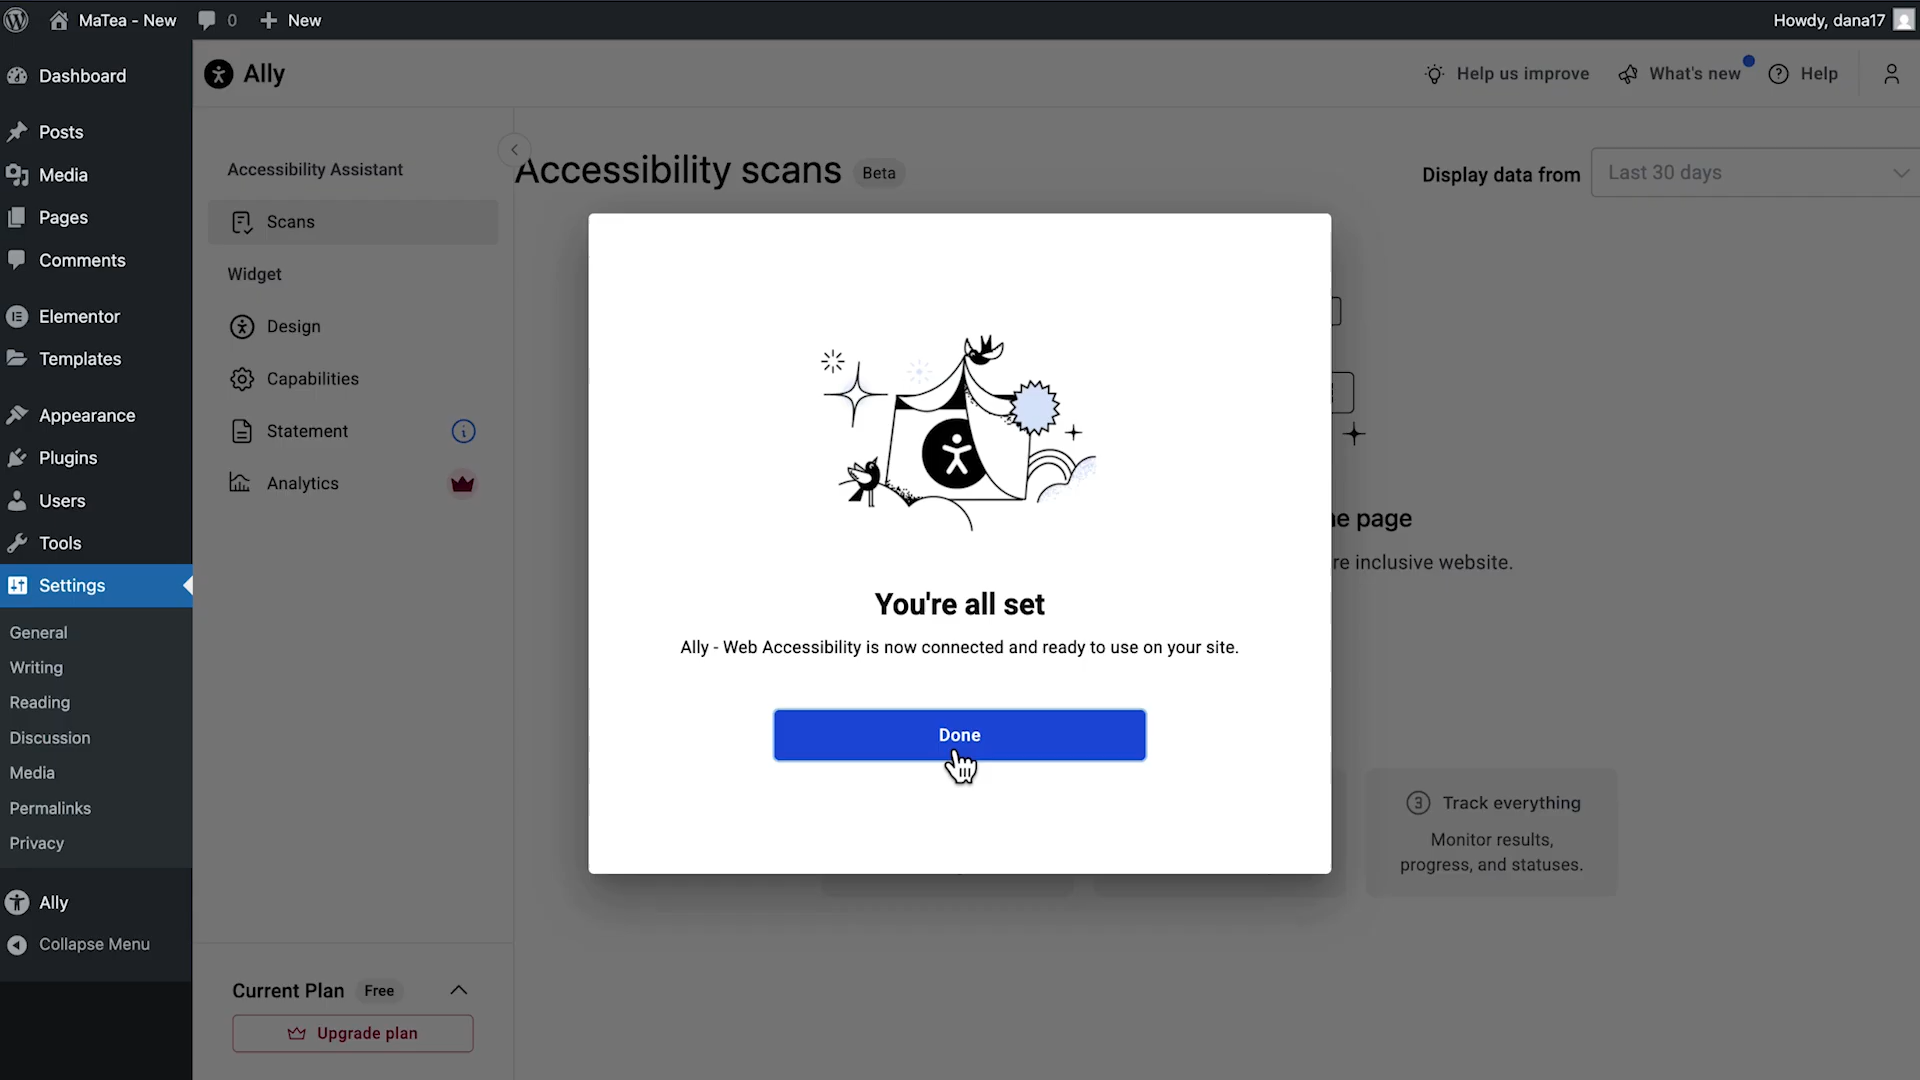 MaTea - New
0
New
Howdy, dana17
Dashboard
Posts
Media
Pages
Comments
Elementor
Templates
Appearance
Plugins
Users
Tools
Settings
General
Writing
Reading
Discussion
Media
Permalinks
Privacy
Ally
Collapse Menu
Ally
Help us improve
What's new
Help
Accessibility Assistant
Scans
Widget
Design
Capabilities
Statement
Analytics
Current Plan Free
Upgrade plan
Accessibility scans Beta
Display data from
Last 30 days
page
inclusive website.
3 Track everything
Monitor results,
progress, and statuses.
You're all set
Ally - Web Accessibility is now connected and ready to use on your site.
Done